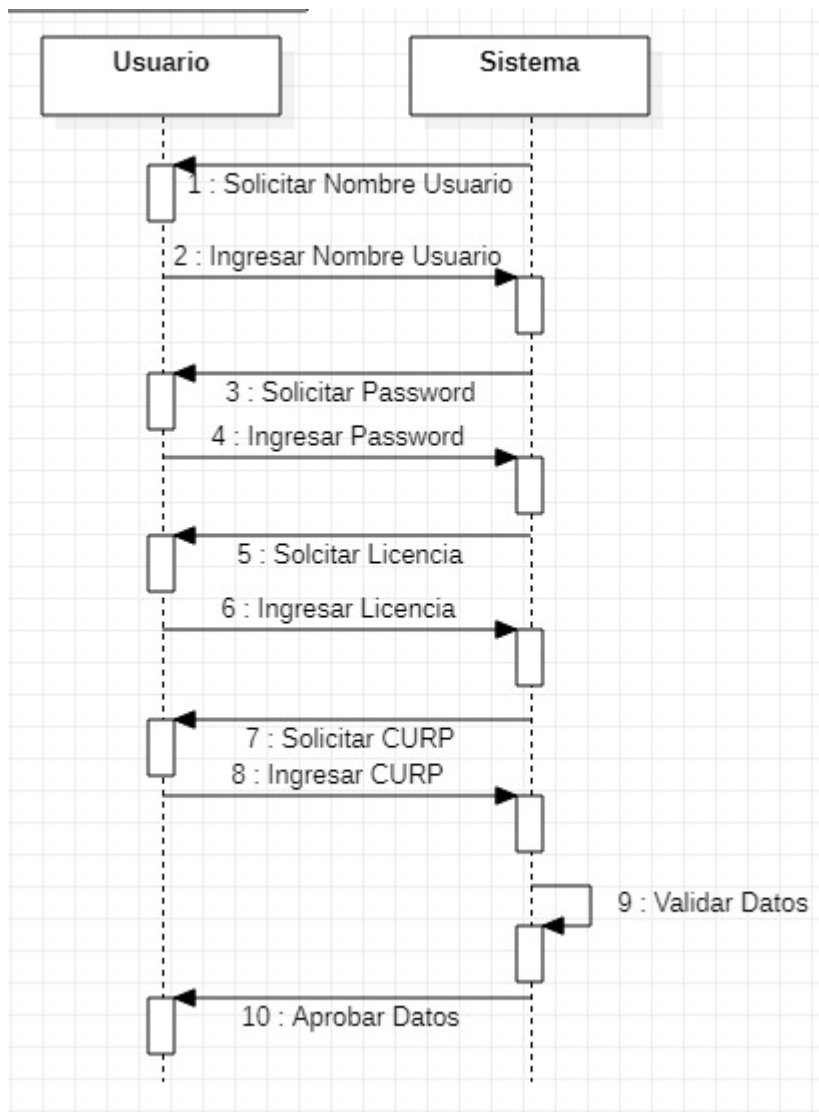 Usuario
Sistema
1 : Solicitar Nombre Usuario
2 : Ingresar Nombre Usuario
3 : Solicitar Password
4 : Ingresar Password
5 : Solcitar Licencia
6 : Ingresar Licencia
7 : Solicitar CURP
8 : Ingresar CURP
9 : Validar Datos
10 : Aprobar Datos